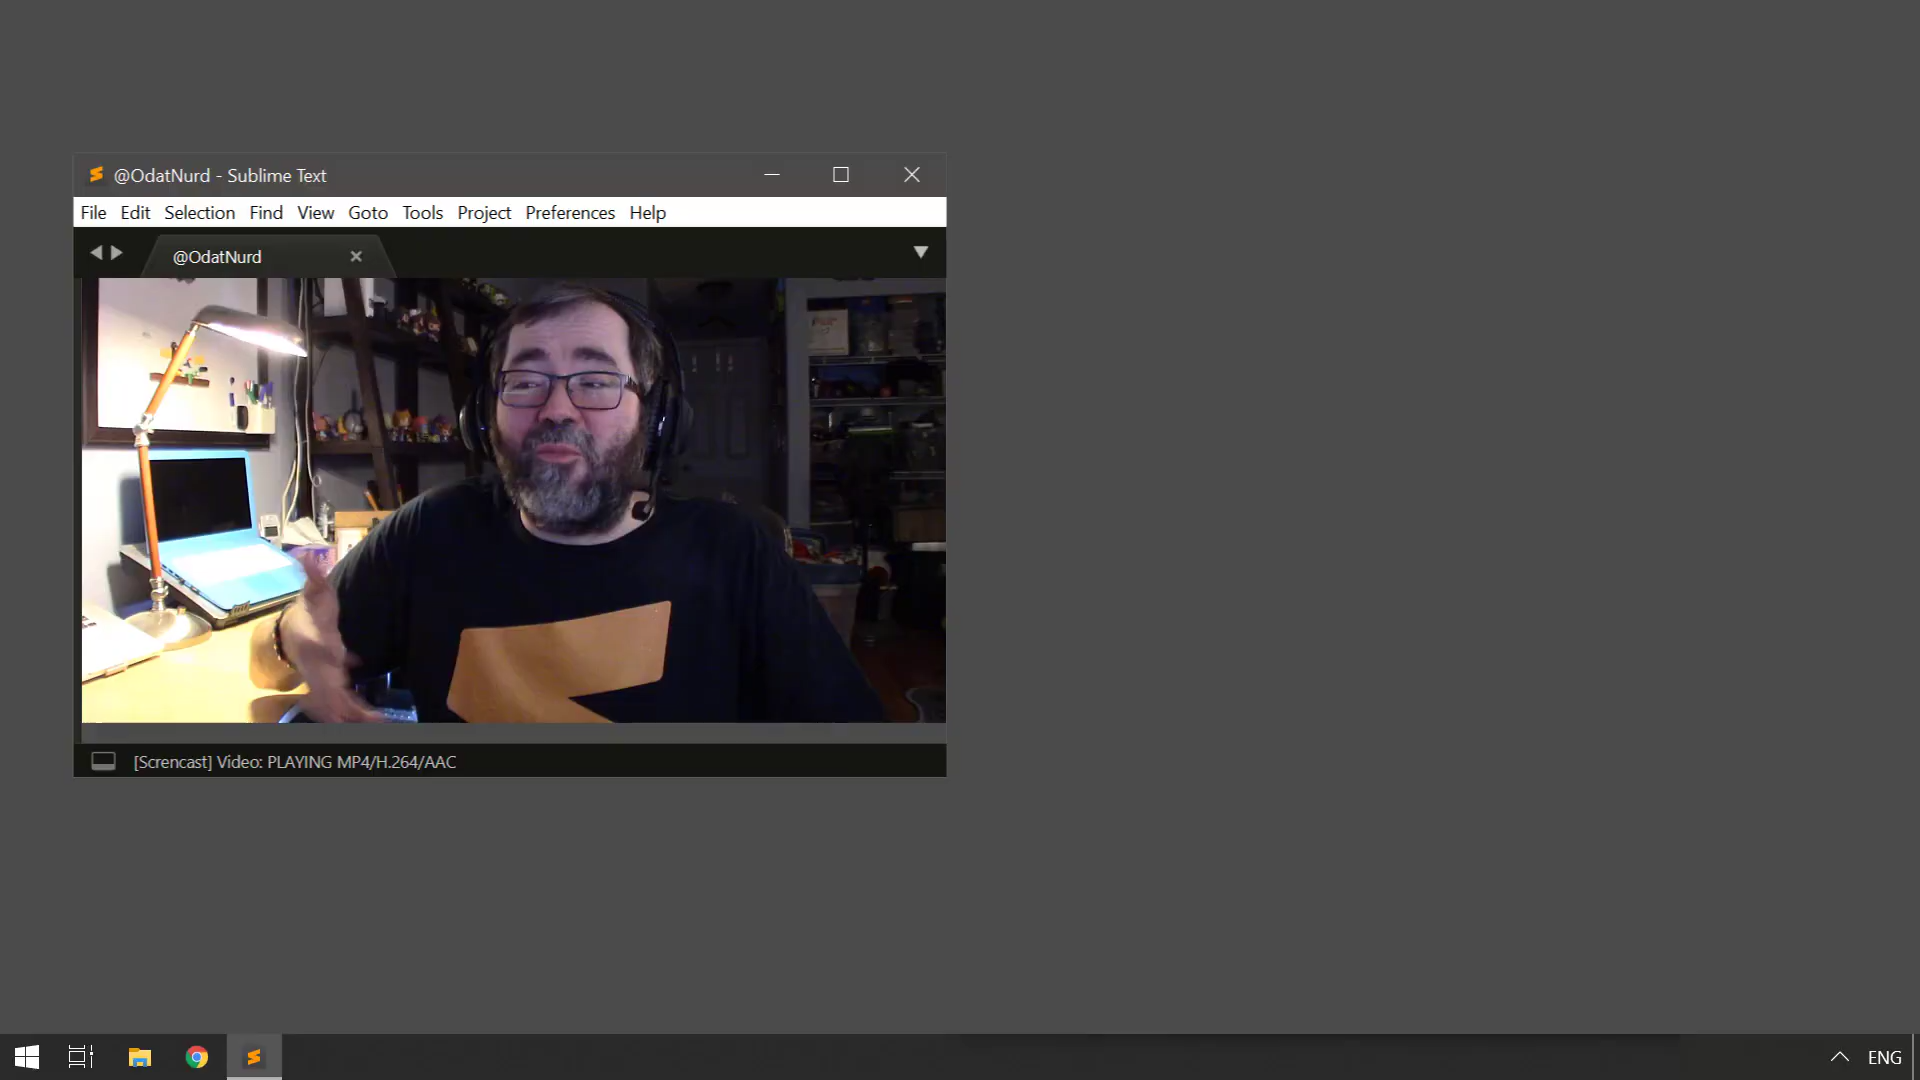 @OdatNurd - Sublime Text
File Edit Selection Find View Goto Tools Project Preferences Help
@OdatNurd
[Screncast] Video: PLAYING MP4/H.264/AAC
ENG